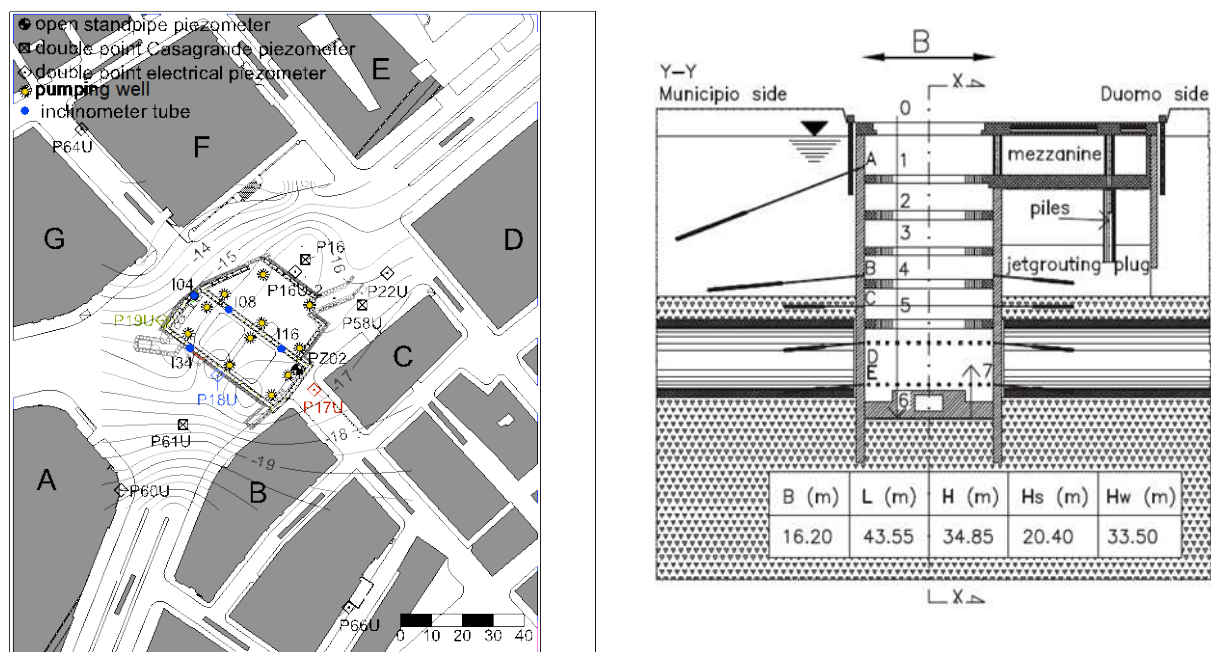 open standpipe piezometer
double point Casagrande piezometer
double point electrical piezometer
pumping well
inclinometer tube
E
F
P64U
G
D
-14
-15
-16
P16
P16U-2
P22U
I04
I08
P58U
P19U
I16
I34
PZ02
C
-17
P18U
P17U
P61U
-18
-19
A
B
P60U
P66U
0 10 20 30 40
B
Y-Y
Municipio side
X
Duomo side
0
A
1
mezzanine
2
piles
3
B
4
jetgrouting plug
C
5
D
E
7
6
B (m) L (m) H (m) Hs (m) Hw (m)
16.20 43.55 34.85 20.40 33.50
X